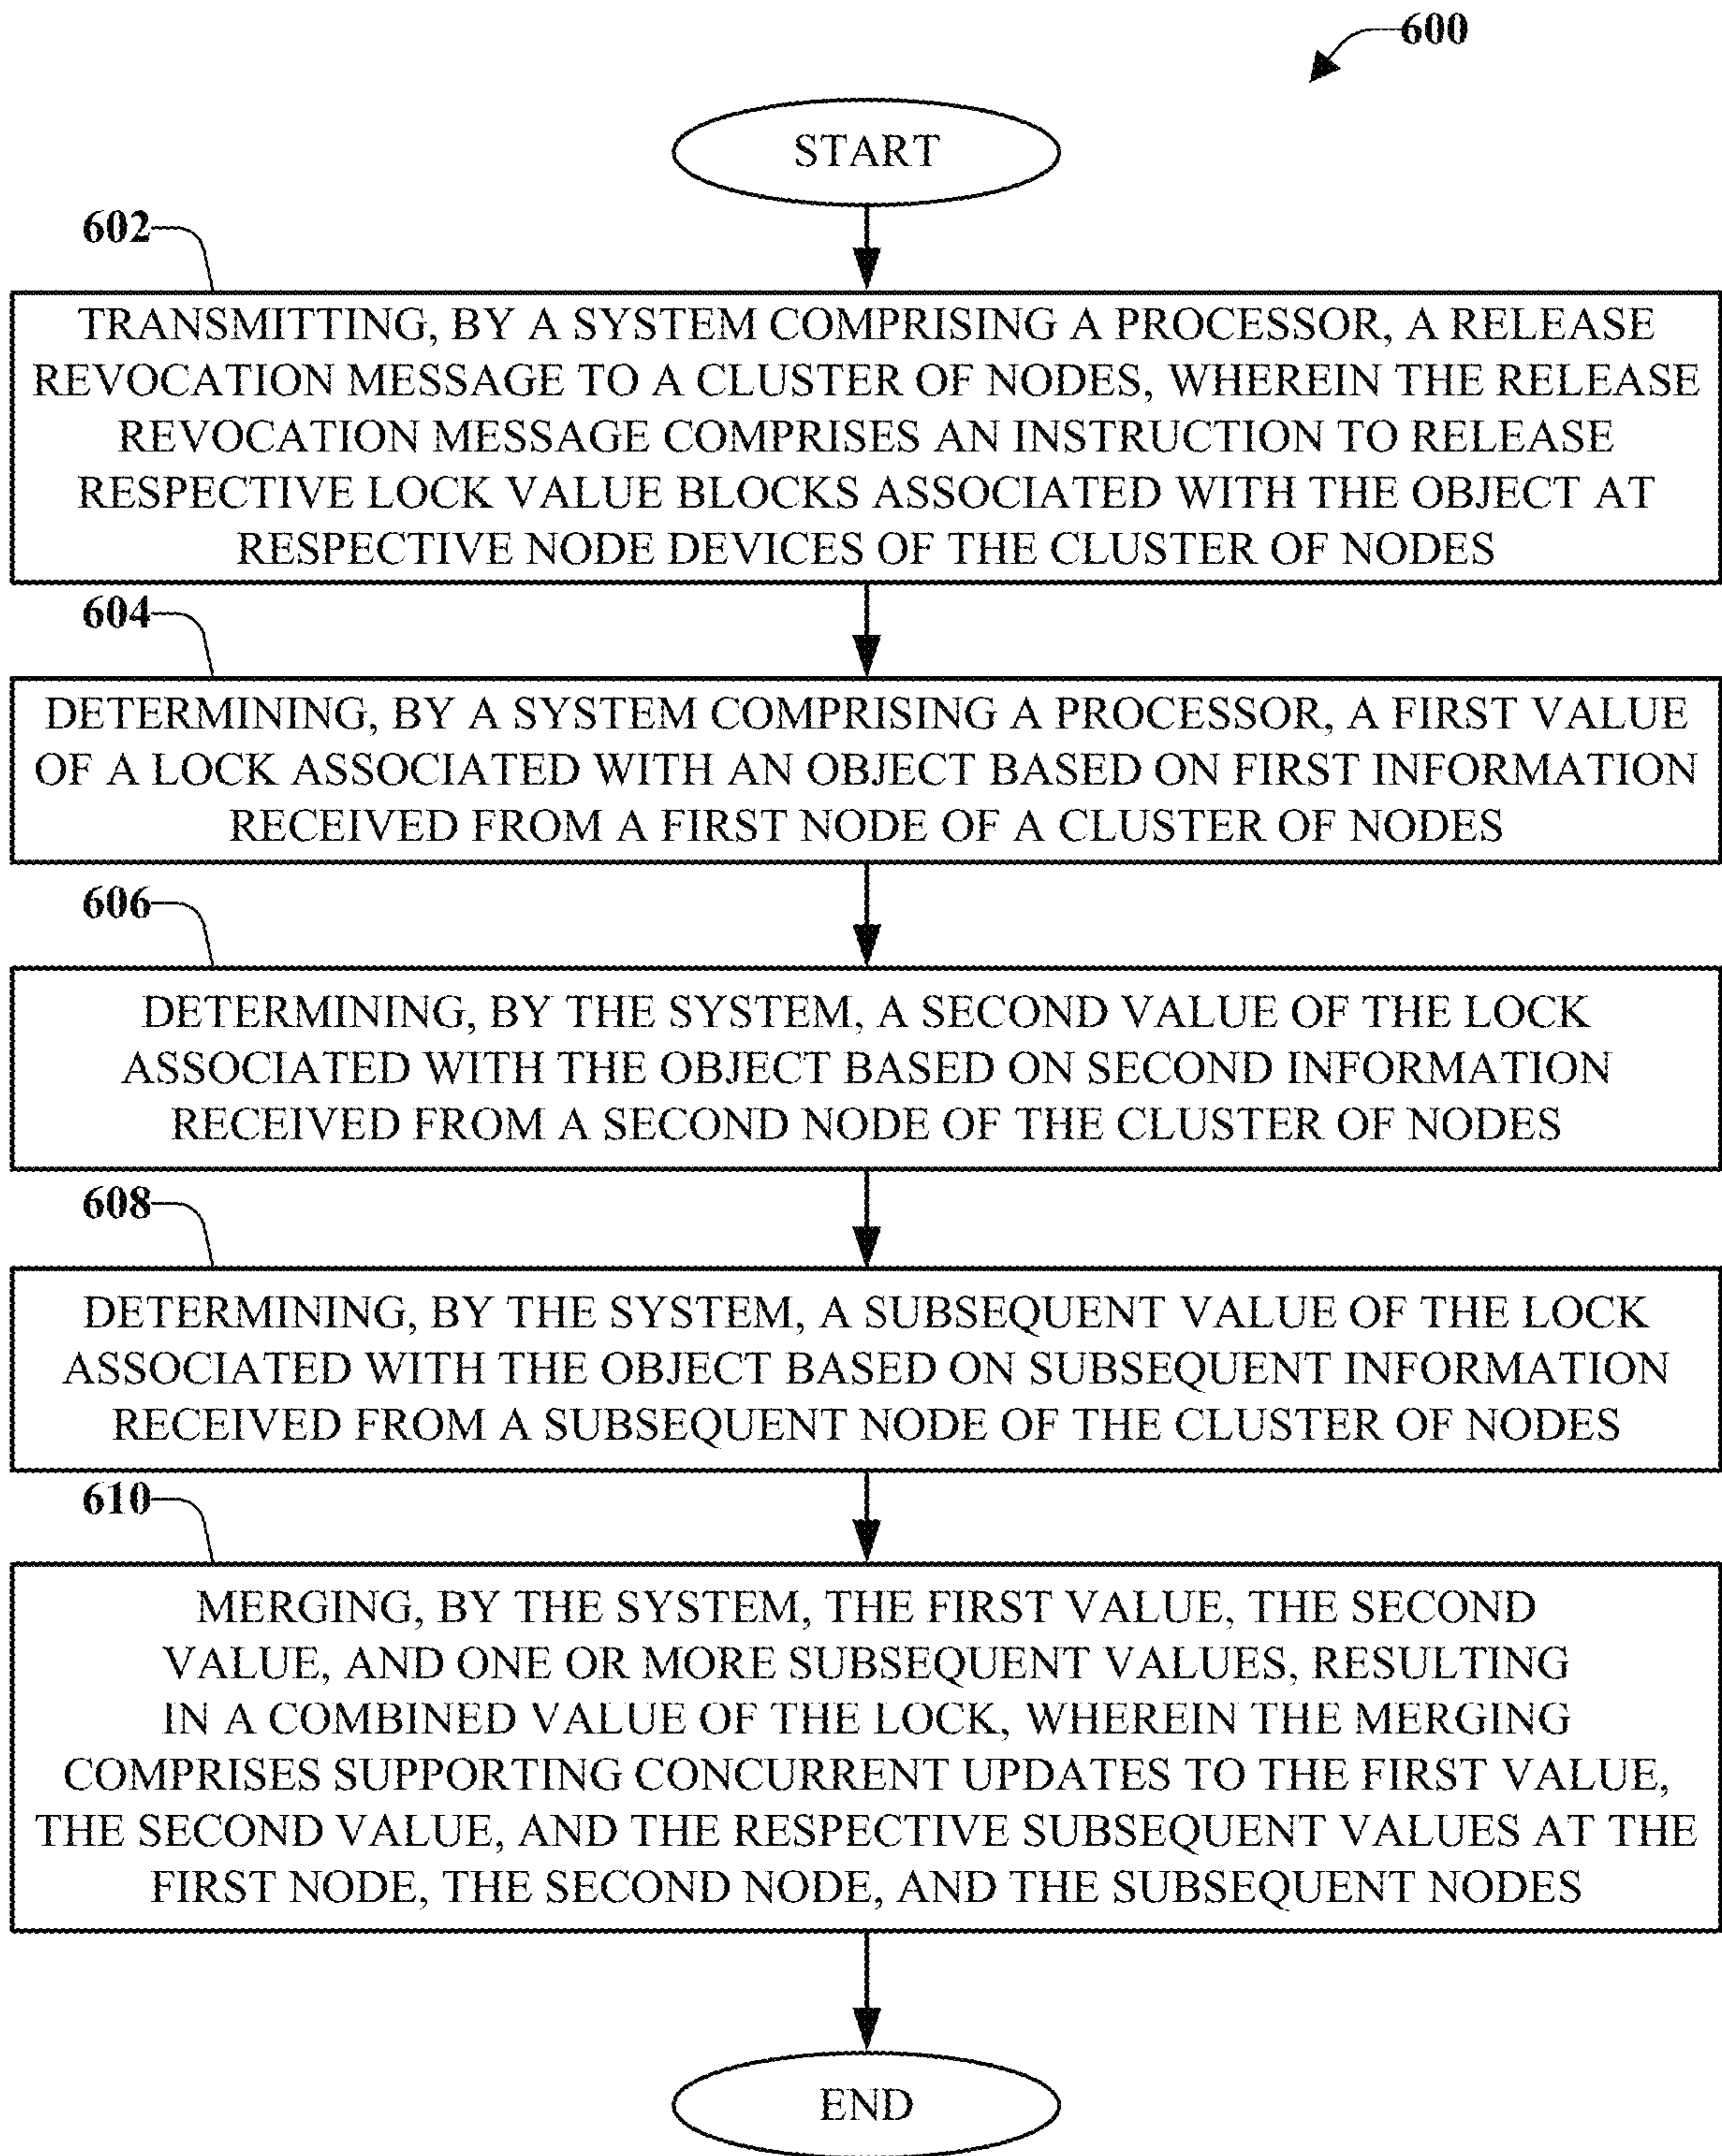 600
START
602
TRANSMITTING, BY A SYSTEM COMPRISING A PROCESSOR, A RELEASE
REVOCATION MESSAGE TO A CLUSTER OF NODES, WHEREIN THE RELEASE
REVOCATION MESSAGE COMPRISES AN INSTRUCTION TO RELEASE
RESPECTIVE LOCK VALUE BLOCKS ASSOCIATED WITH THE OBJECT AT
RESPECTIVE NODE DEVICES OF THE CLUSTER OF NODES
604
DETERMINING, BY A SYSTEM COMPRISING A PROCESSOR, A FIRST VALUE
OF A LOCK ASSOCIATED WITH AN OBJECT BASED ON FIRST INFORMATION
RECEIVED FROM A FIRST NODE OF A CLUSTER OF NODES
606
DETERMINING, BY THE SYSTEM, A SECOND VALUE OF THE LOCK
ASSOCIATED WITH THE OBJECT BASED ON SECOND INFORMATION
RECEIVED FROM A SECOND NODE OF THE CLUSTER OF NODES
608
DETERMINING, BY THE SYSTEM, A SUBSEQUENT VALUE OF THE LOCK
ASSOCIATED WITH THE OBJECT BASED ON SUBSEQUENT INFORMATION
RECEIVED FROM A SUBSEQUENT NODE OF THE CLUSTER OF NODES
610
MERGING, BY THE SYSTEM, THE FIRST VALUE, THE SECOND
VALUE, AND ONE OR MORE SUBSEQUENT VALUES, RESULTING
IN A COMBINED VALUE OF THE LOCK, WHEREIN THE MERGING
COMPRISES SUPPORTING CONCURRENT UPDATES TO THE FIRST VALUE,
THE SECOND VALUE, AND THE RESPECTIVE SUBSEQUENT VALUES AT THE
FIRST NODE, THE SECOND NODE, AND THE SUBSEQUENT NODES
END